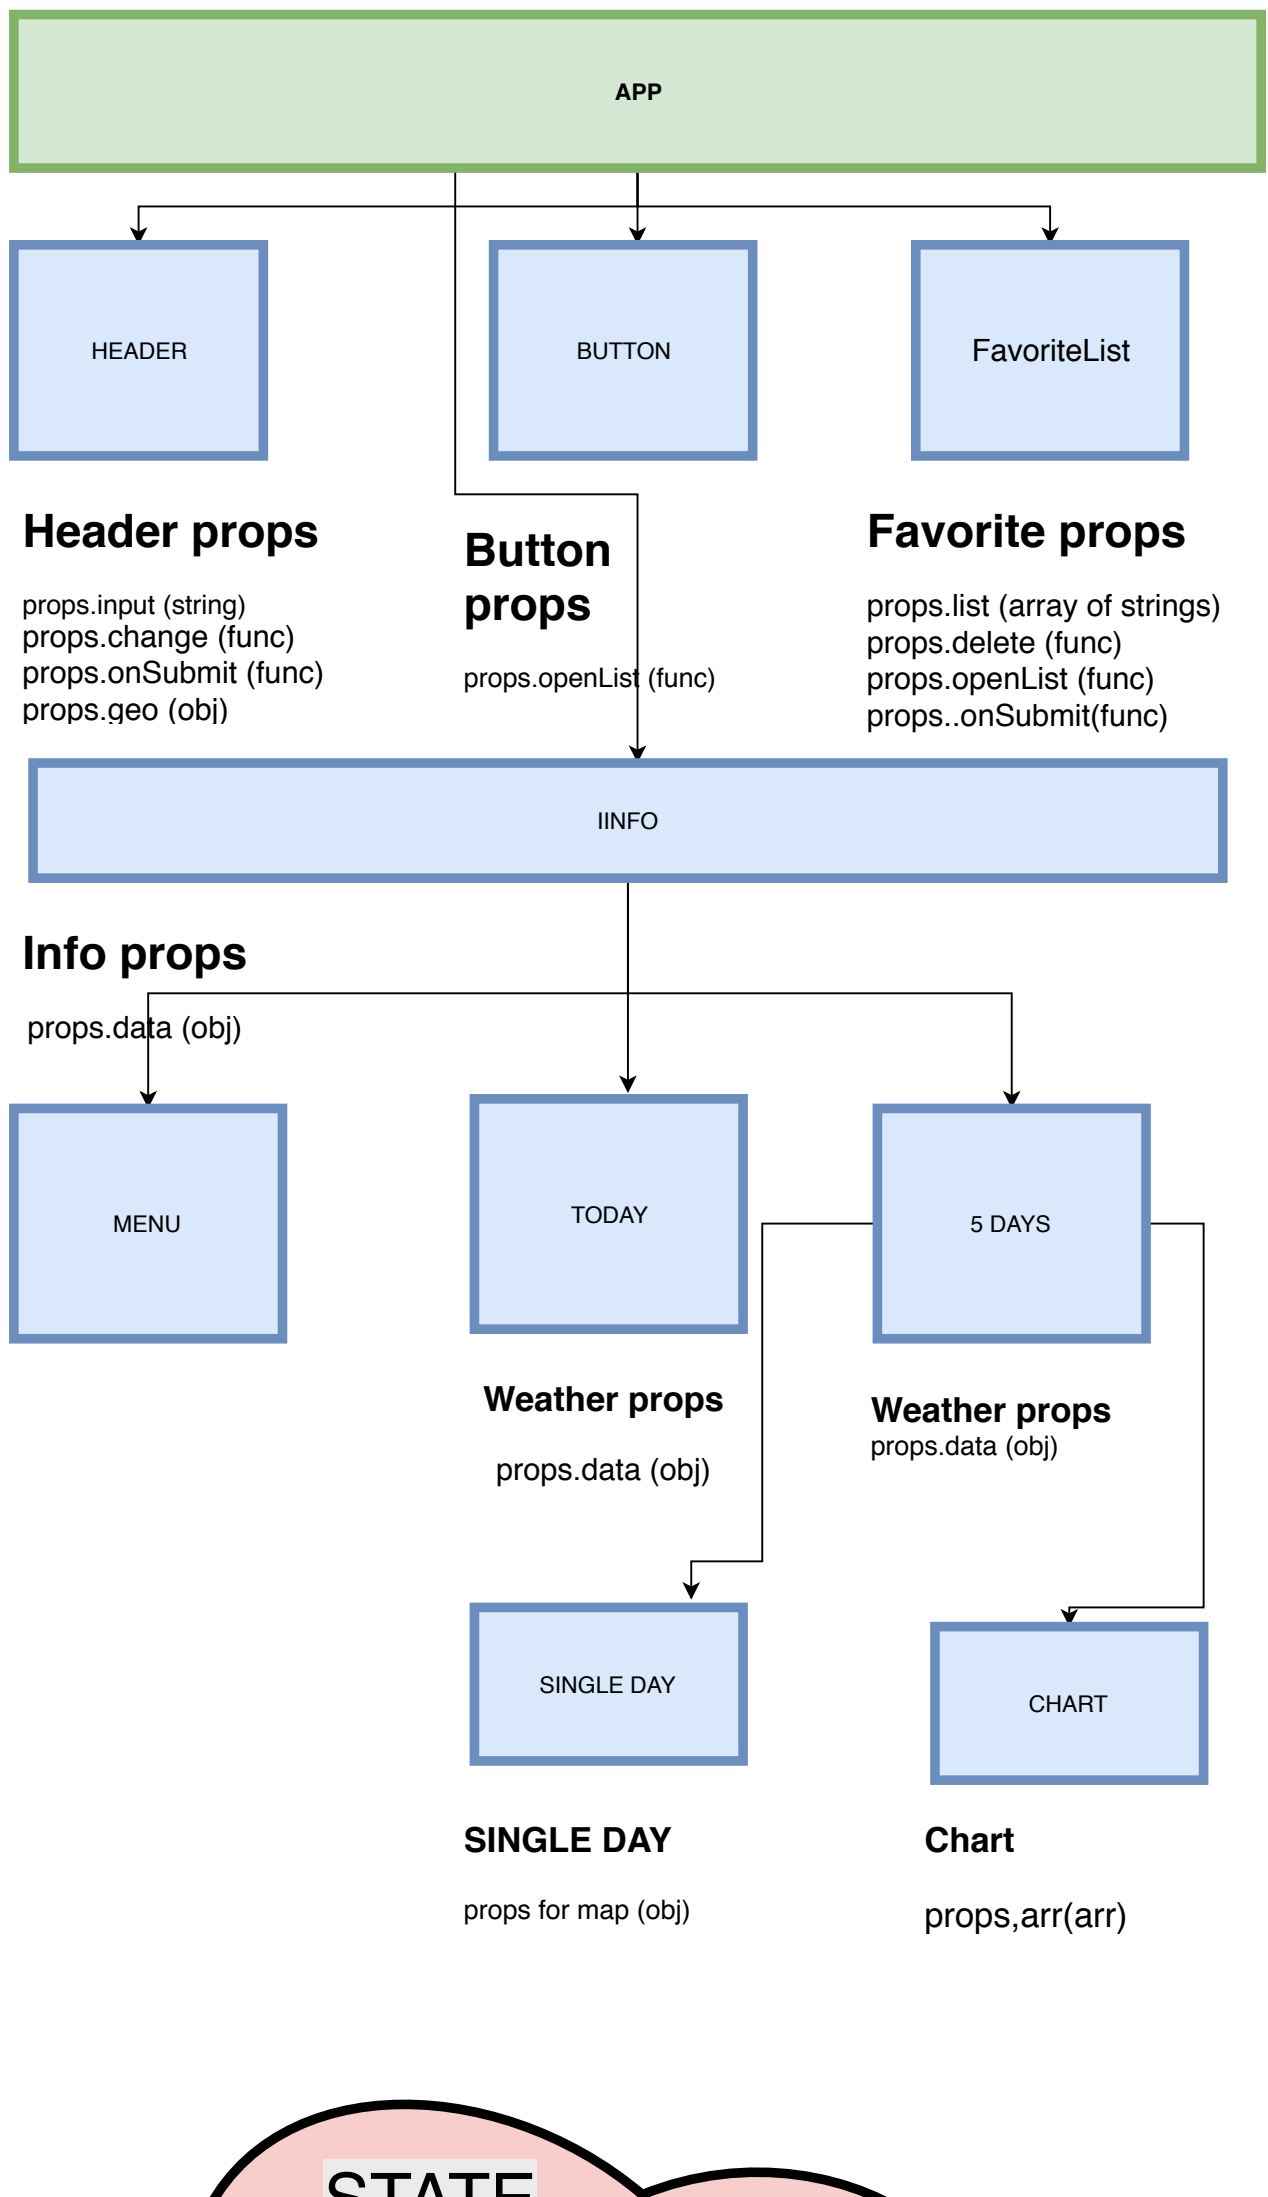 APP
HEADER
BUTTON
FavoriteList
Header props
props.input (string)
props.change (func)
props.onSubmit (func)
props.geo (obj)
Button
props
props.openList (func)
Favorite props
props.list (array of strings)
props.delete (func)
props.openList (func)
props..onSubmit(func)
IINFO
Info props
props.data (obj)
MENU
TODAY
5 DAYS
Weather props
props.data (obj)
Weather props
props.data (obj)
SINGLE DAY
CHART
SINGLE DAY
props for map (obj)
Chart
props,arr(arr)
STATE